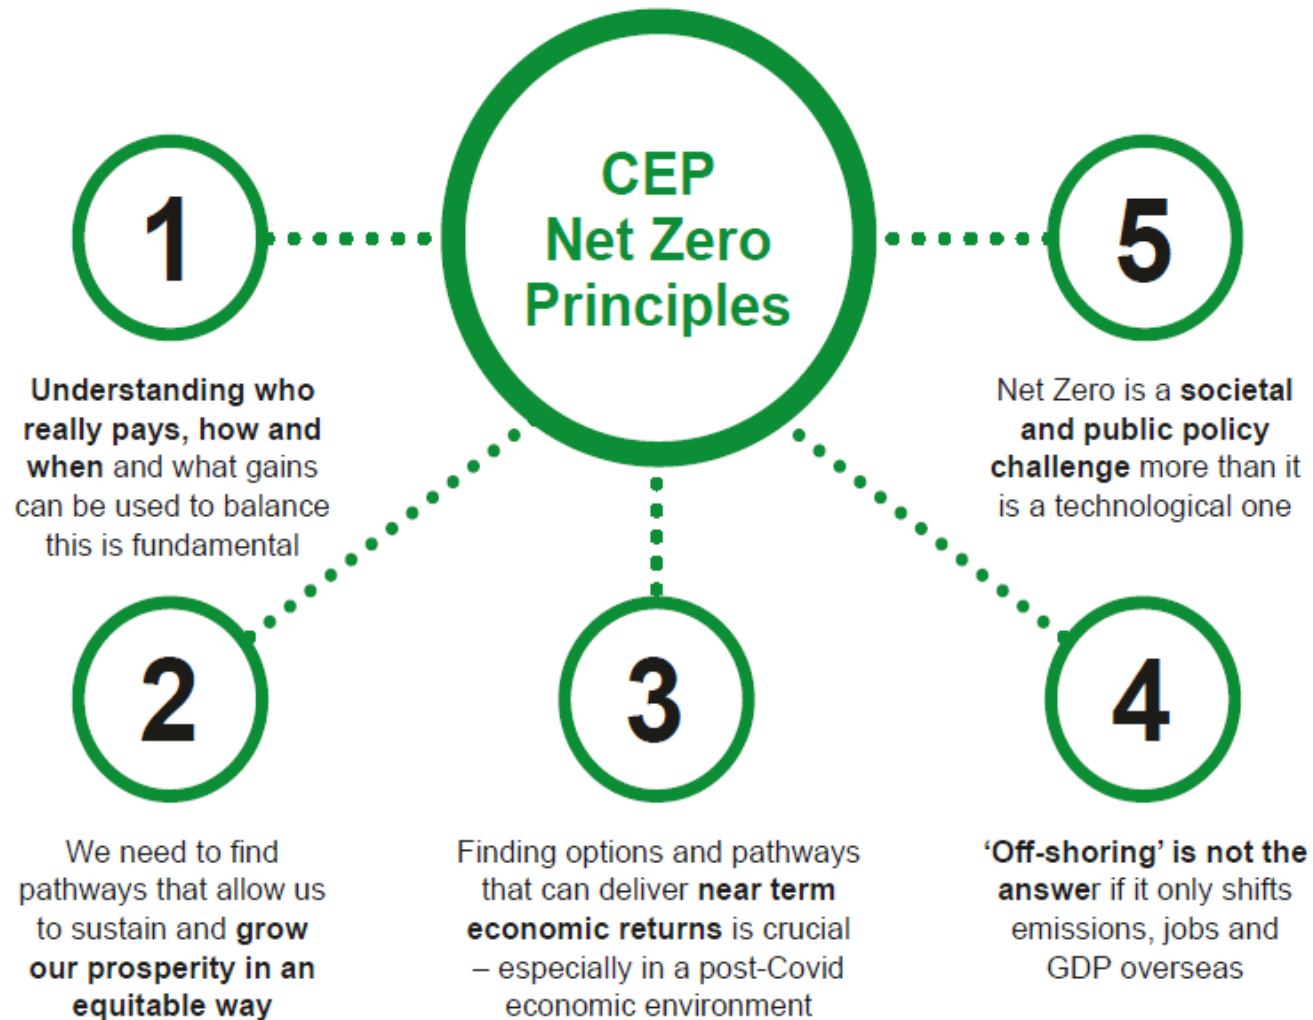 CEP
Net Zero
Principles
1
Understanding who
really pays, how and
when and what gains
can be used to balance
this is fundamental
2
We need to find
pathways that allow us
to sustain and grow
our prosperity in an
equitable way
3
Finding options and pathways
that can deliver near term
economic returns is crucial
– especially in a post-Covid
economic environment
4
‘Off-shoring’ is not the
answer if it only shifts
emissions, jobs and
GDP overseas
5
Net Zero is a societal
and public policy
challenge more than it
is a technological one